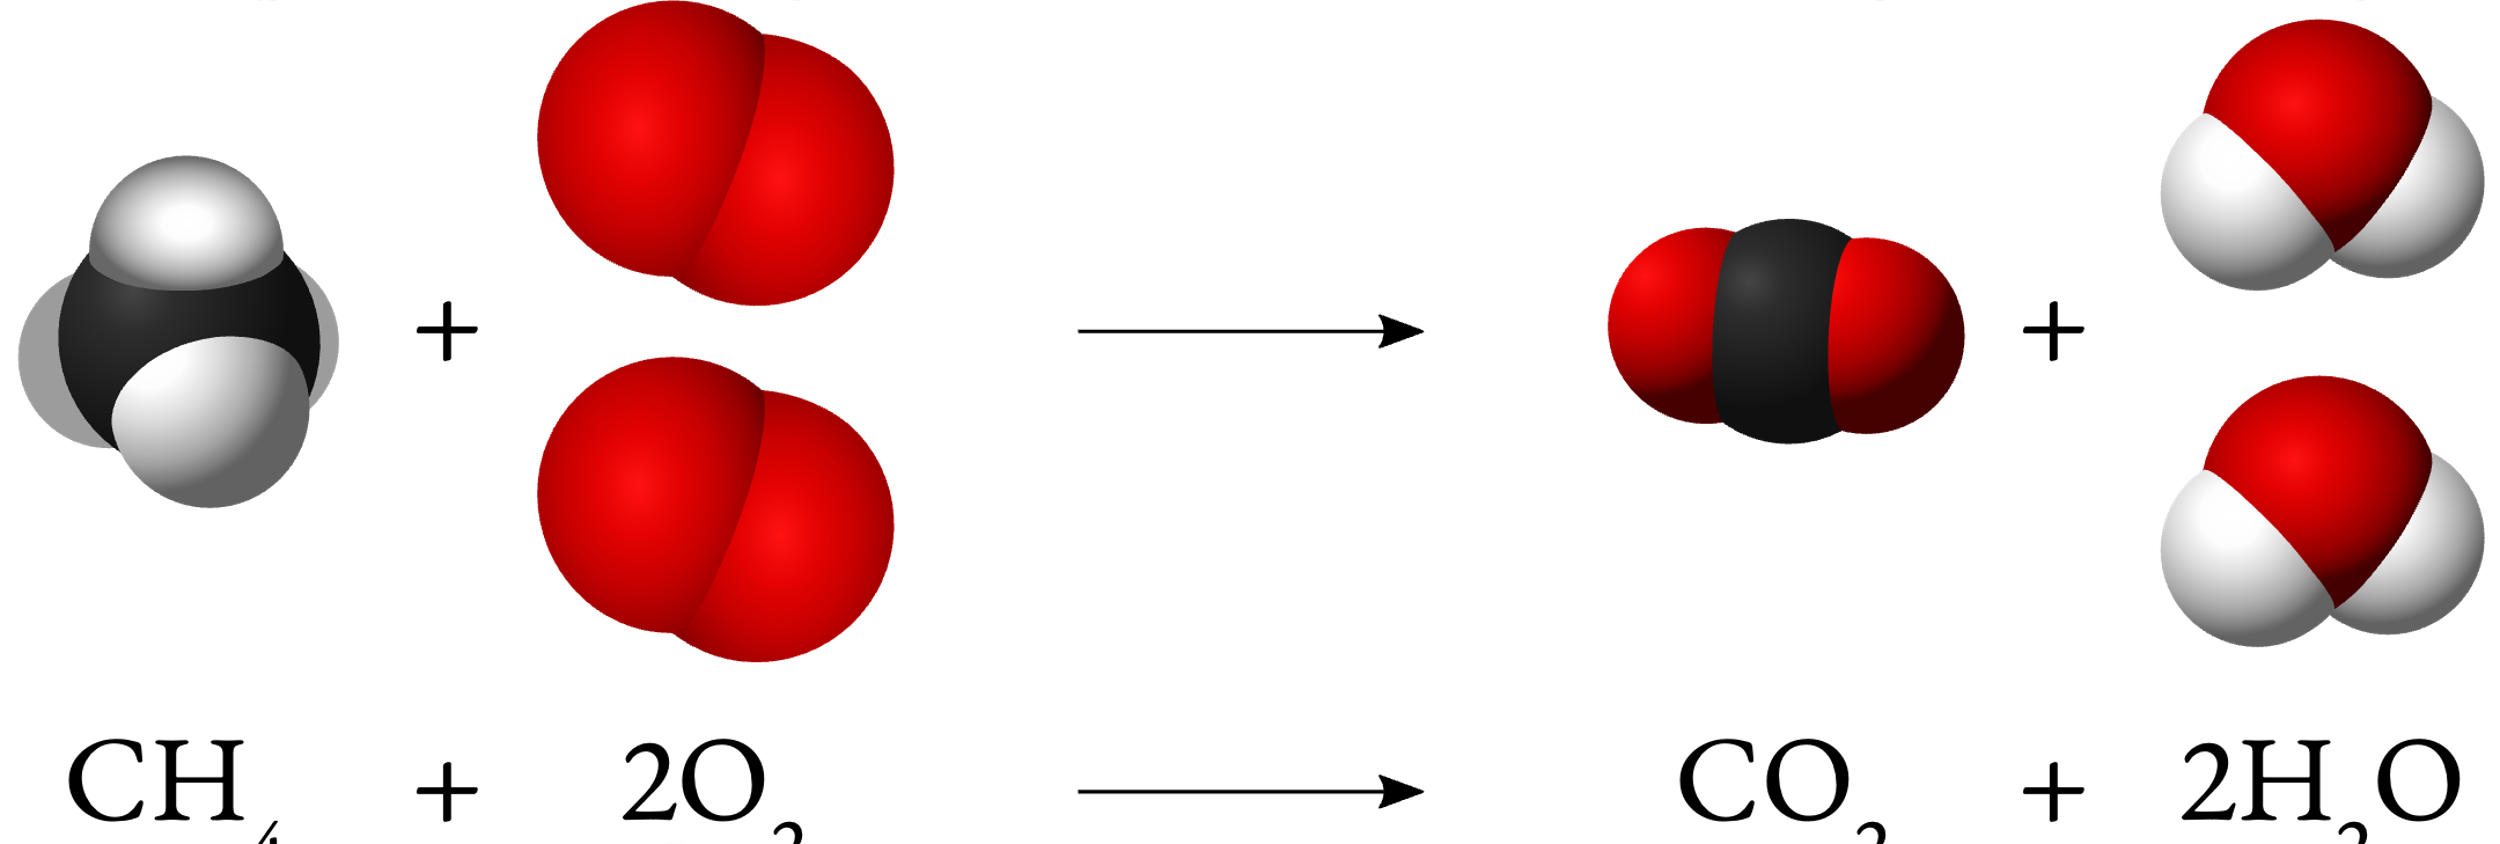 + → +
CH₄ + 2O₂ → CO₂ + 2H₂O